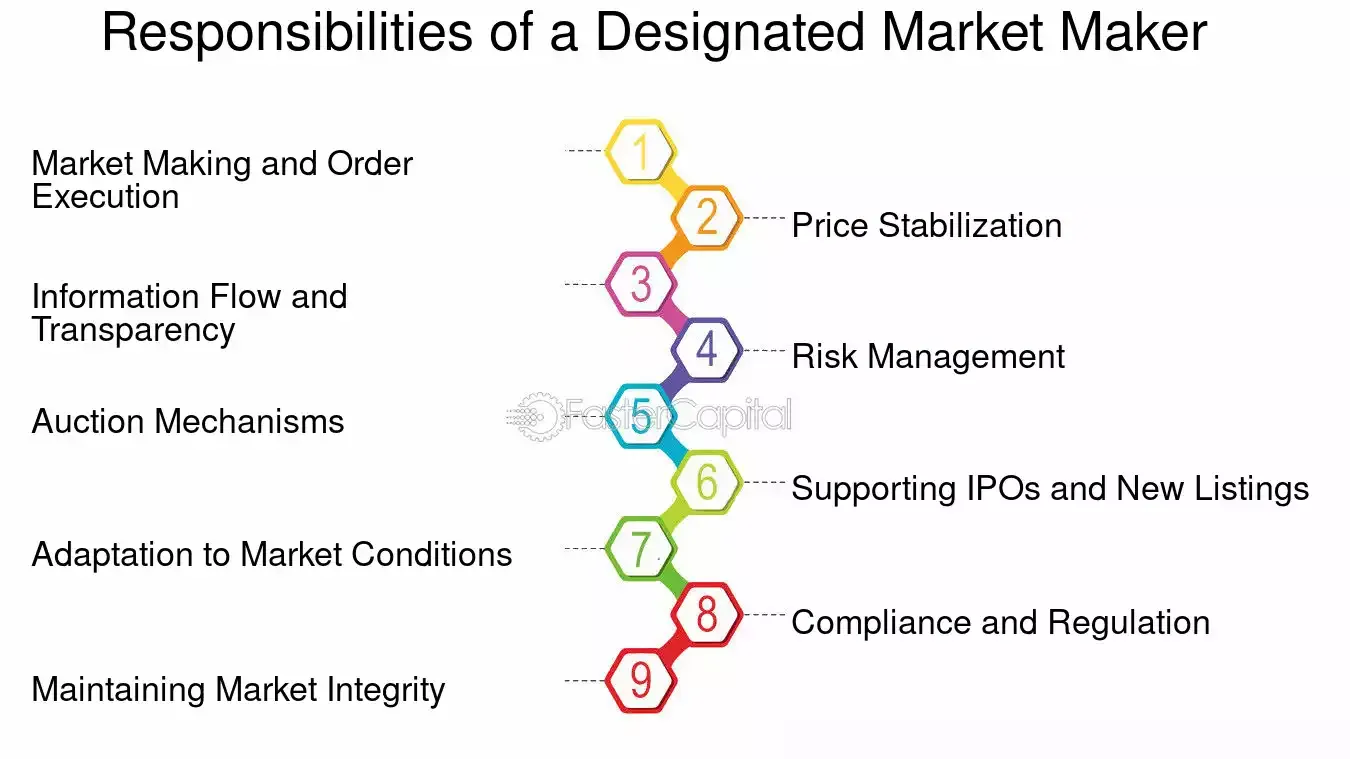 Responsibilities of a Designated Market Maker
1
Market Making and Order
Execution
2
Price Stabilization
3
Information Flow and
Transparency
4
Risk Management
FasterCapital
5
Auction Mechanisms
6
Supporting IPOs and New Listings
7
Adaptation to Market Conditions
8
Compliance and Regulation
9
Maintaining Market Integrity